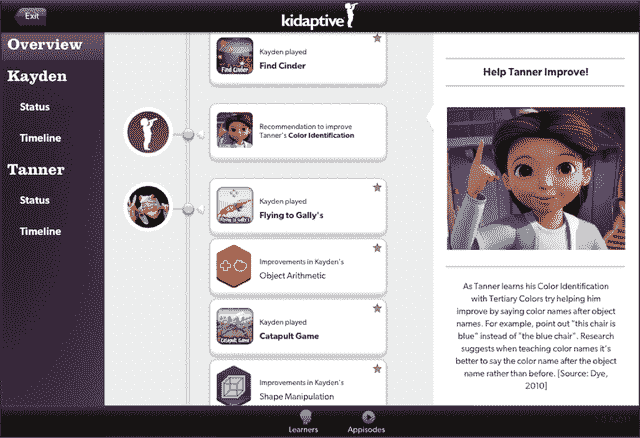 Exit
kidaptive
Overview
Kayden
Status
Timeline
Tanner
Status
Timeline
Find Cinder
Kayden played
Find Cinder
Recommendation to improve
Tanner's Color Identification
Flying to Gally's
Kayden played
Flying to Gally's
Improvements in Kayden's
Object Arithmetic
Catapult Game
Kayden played
Catapult Game
Improvements in Kayden's
Shape Manipulation
Help Tanner Improve!
As Tanner learns his Color Identification
with Tertiary Colors try helping him
improve by saying color names after object
names. For example, point out "this chair is
blue" instead of "the blue chair". Research
suggests when teaching color names it's
better to say the color name after the object
name rather than before. [Source: Dye,
2010]
Learners
Appisodes